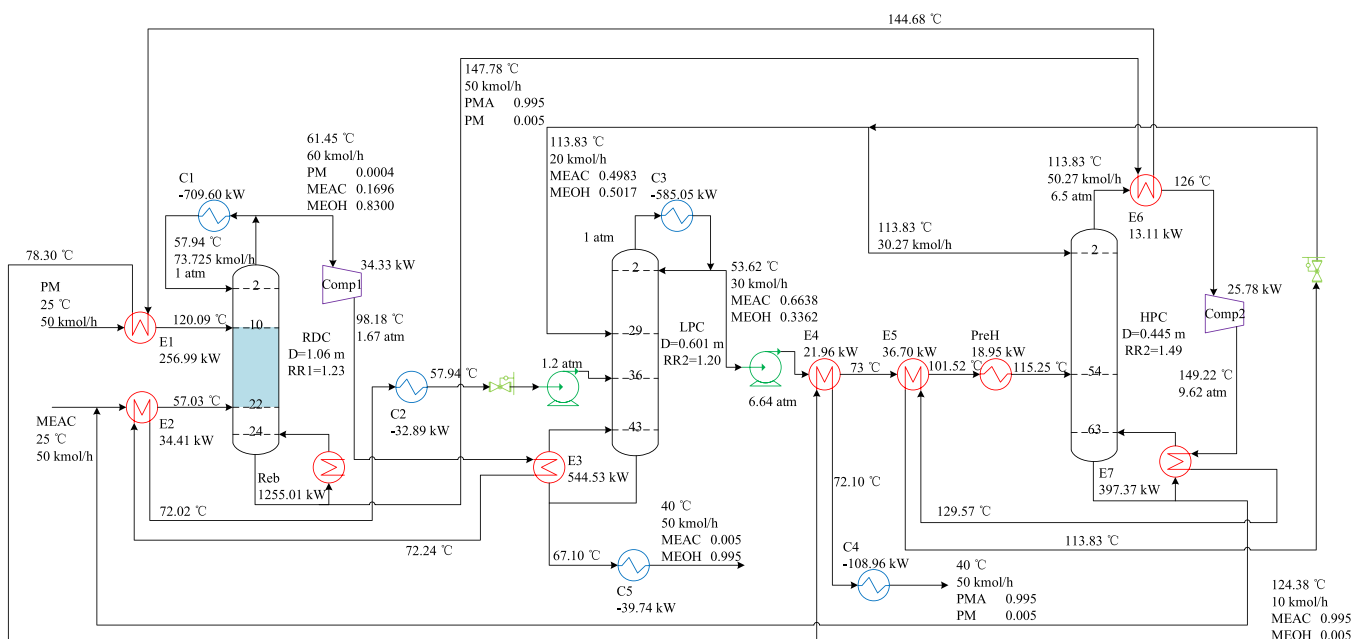 144.68 ℃
147.78 ℃
50 kmol/h
PMA 0.995
PM 0.005
61.45 ℃
60 kmol/h
PM 0.0004
MEAC 0.1696
MEOH 0.8300
C1
-709.60 kW
57.94 ℃
73.725 kmol/h
1 atm
34.33 kW
Comp1
98.18 ℃
1.67 atm
78.30 ℃
PM
25 ℃
50 kmol/h
E1
256.99 kW
120.09 ℃
2
10
22
24
RDC
D=1.06 m
RR1=1.23
MEAC
25 ℃
50 kmol/h
E2
34.41 kW
57.03 ℃
Reb
1255.01 kW
72.02 ℃
72.24 ℃
C2
-32.89 kW
57.94 ℃
1.2 atm
113.83 ℃
20 kmol/h
MEAC 0.4983
MEOH 0.5017
C3
-585.05 kW
1 atm
2
29
36
43
LPC
D=0.601 m
RR2=1.20
53.62 ℃
30 kmol/h
MEAC 0.6638
MEOH 0.3362
E3
544.53 kW
67.10 ℃
C5
-39.74 kW
40 ℃
50 kmol/h
MEAC 0.005
MEOH 0.995
6.64 atm
E4
21.96 kW
73 ℃
E5
36.70 kW
101.52 ℃
PreH
18.95 kW
115.25 ℃
72.10 ℃
C4
-108.96 kW
40 ℃
50 kmol/h
PMA 0.995
PM 0.005
113.83 ℃
30.27 kmol/h
113.83 ℃
50.27 kmol/h
6.5 atm
126 ℃
E6
13.11 kW
2
54
63
HPC
D=0.445 m
RR2=1.49
25.78 kW
Comp2
149.22 ℃
9.62 atm
E7
397.37 kW
129.57 ℃
113.83 ℃
124.38 ℃
10 kmol/h
MEAC 0.995
MEOH 0.005